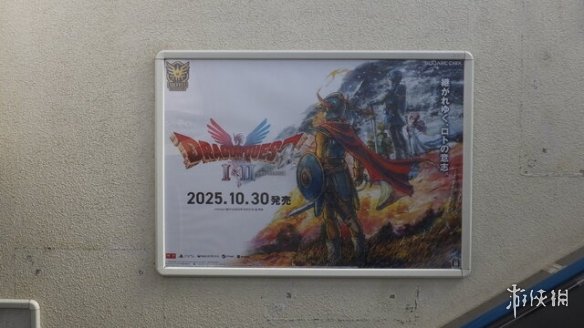 SQUARE ENIX
DRAGON QUEST
I&II
2025.10.30発売
継がれゆく、ロトの意志。
游侠网